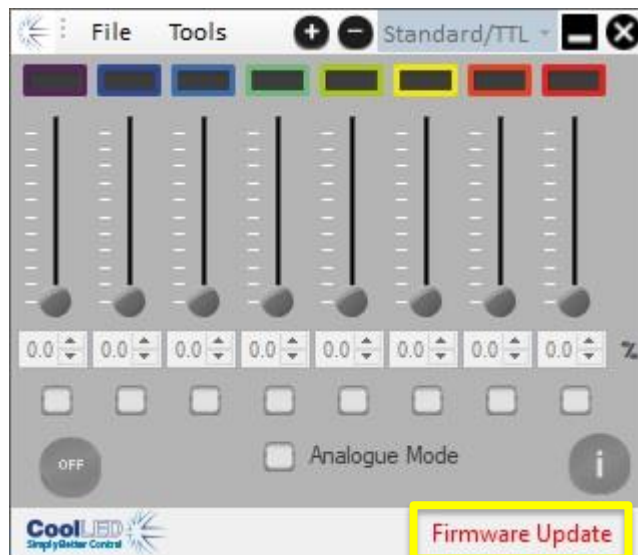 File Tools Standard/TTL
0.0 0.0 0.0 0.0 0.0 0.0 0.0 0.0 %
OFF Analogue Mode i
CoolLED
Simply Better Control
Firmware Update